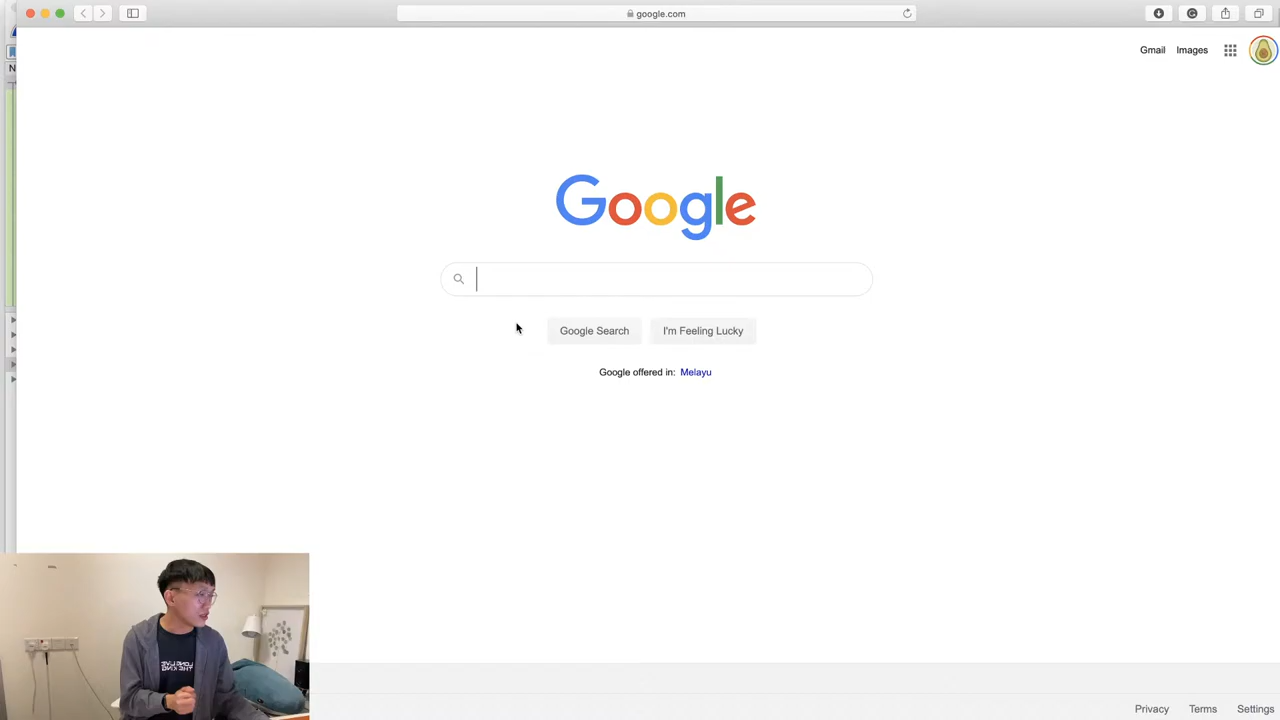 google.com
N
Gmail Images
Google
Google Search I'm Feeling Lucky
Google offered in: Melayu
Privacy Terms Settings